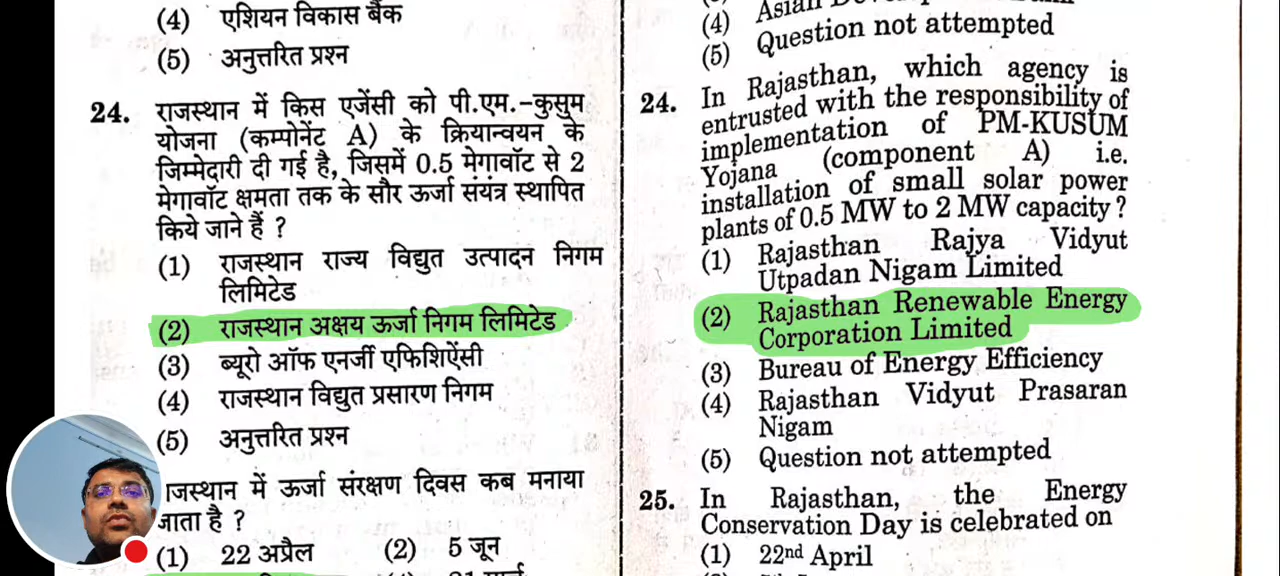 (4) एशियन विकास बैंक
(5) अनुत्तरित प्रश्न
24. राजस्थान में किस एजेंसी को पी.एम.-कुसुम
योजना (कम्पोनेंट A) के क्रियान्वयन के
जिम्मेदारी दी गई है, जिसमें 0.5 मेगावॉट से 2
मेगावॉट क्षमता तक के सौर ऊर्जा संयंत्र स्थापित
किये जाने हैं ?
(1) राजस्थान राज्य विद्युत उत्पादन निगम
लिमिटेड
(2) राजस्थान अक्षय ऊर्जा निगम लिमिटेड
(3) ब्यूरो ऑफ एनर्जी एफिशिऐंसी
(4) राजस्थान विद्युत प्रसारण निगम
(5) अनुत्तरित प्रश्न
राजस्थान में ऊर्जा संरक्षण दिवस कब मनाया
जाता है ?
(1) 22 अप्रैल (2) 5 जून
(4) Asian
(5) Question not attempted
24. In Rajasthan, which agency is
entrusted with the responsibility of
implementation of PM-KUSUM
Yojana (component A) i.e.
installation of small solar power
plants of 0.5 MW to 2 MW capacity ?
(1) Rajasthan Rajya Vidyut
Utpadan Nigam Limited
(2) Rajasthan Renewable Energy
Corporation Limited
(3) Bureau of Energy Efficiency
(4) Rajasthan Vidyut Prasaran
Nigam
(5) Question not attempted
25. In Rajasthan, the Energy
Conservation Day is celebrated on
(1) 22nd April